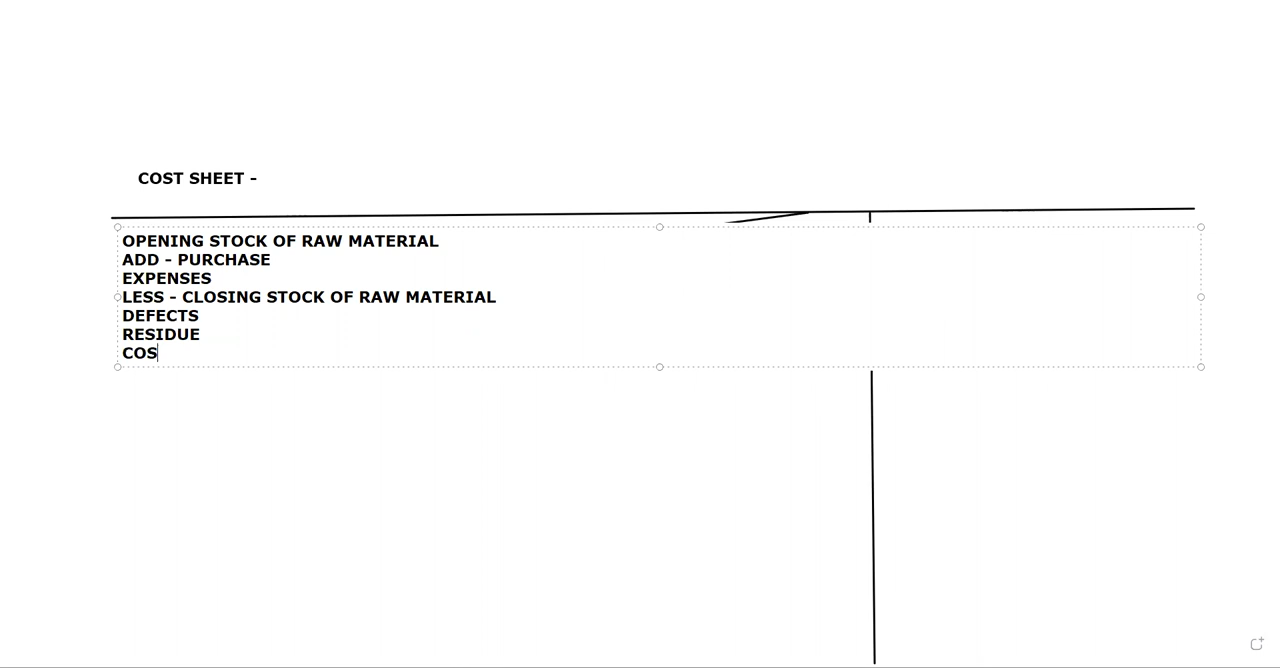 COST SHEET -
OPENING STOCK OF RAW MATERIAL
ADD - PURCHASE
EXPENSES
LESS - CLOSING STOCK OF RAW MATERIAL
DEFECTS
RESIDUE
COS